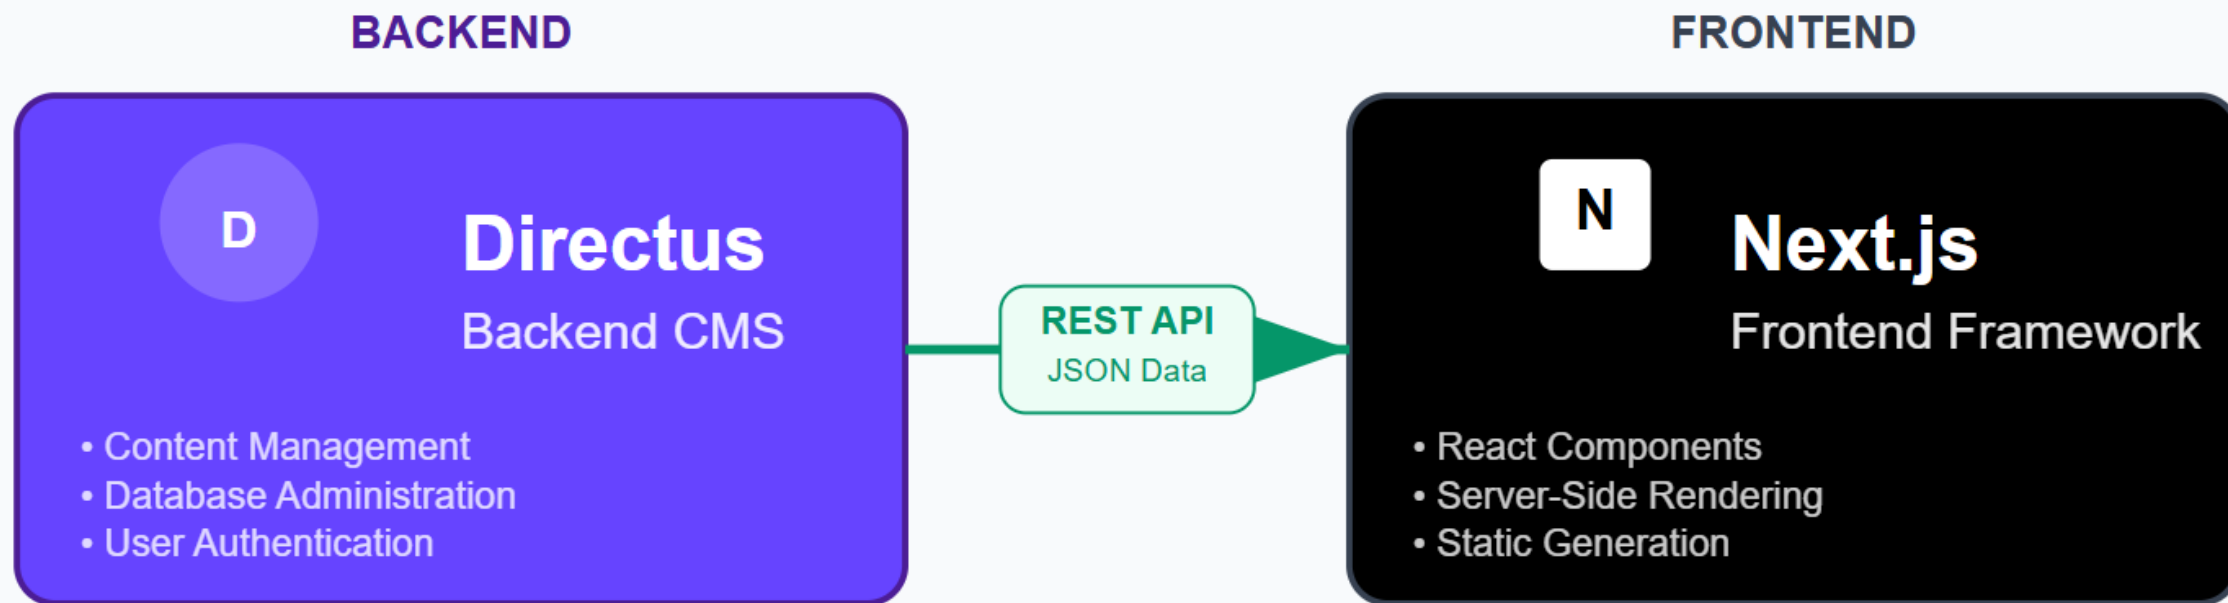 BACKEND
FRONTEND
D
Directus
Backend CMS
• Content Management
• Database Administration
• User Authentication
REST API
JSON Data
N
Next.js
Frontend Framework
• React Components
• Server-Side Rendering
• Static Generation